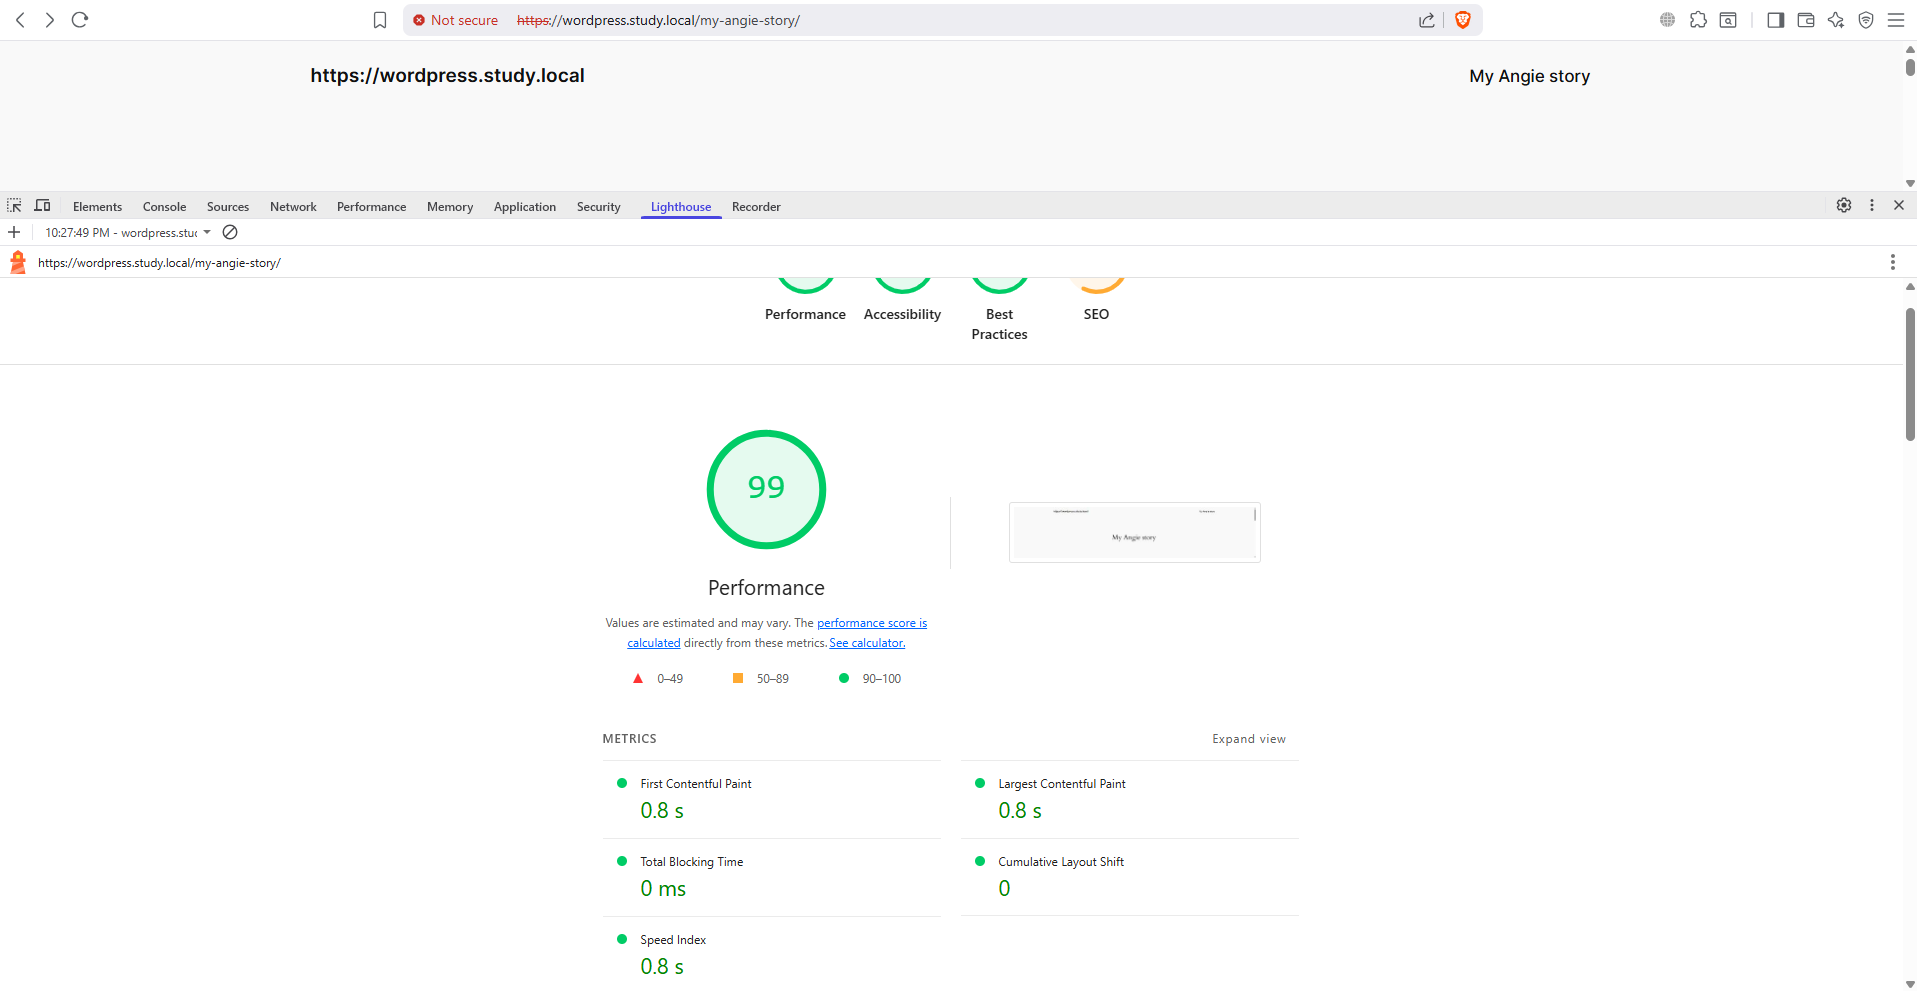 Not secure https://wordpress.study.local/my-angie-story/
https://wordpress.study.local
My Angie story
Elements Console Sources Network Performance Memory Application Security Lighthouse Recorder
10:27:49 PM - wordpress.stuc
https://wordpress.study.local/my-angie-story/
Performance
Accessibility
Best
Practices
SEO
99
My Angie story
Performance
Values are estimated and may vary. The performance score is
calculated directly from these metrics. See calculator.
0–49
50–89
90–100
METRICS
Expand view
First Contentful Paint
0.8 s
Largest Contentful Paint
0.8 s
Total Blocking Time
0 ms
Cumulative Layout Shift
0
Speed Index
0.8 s